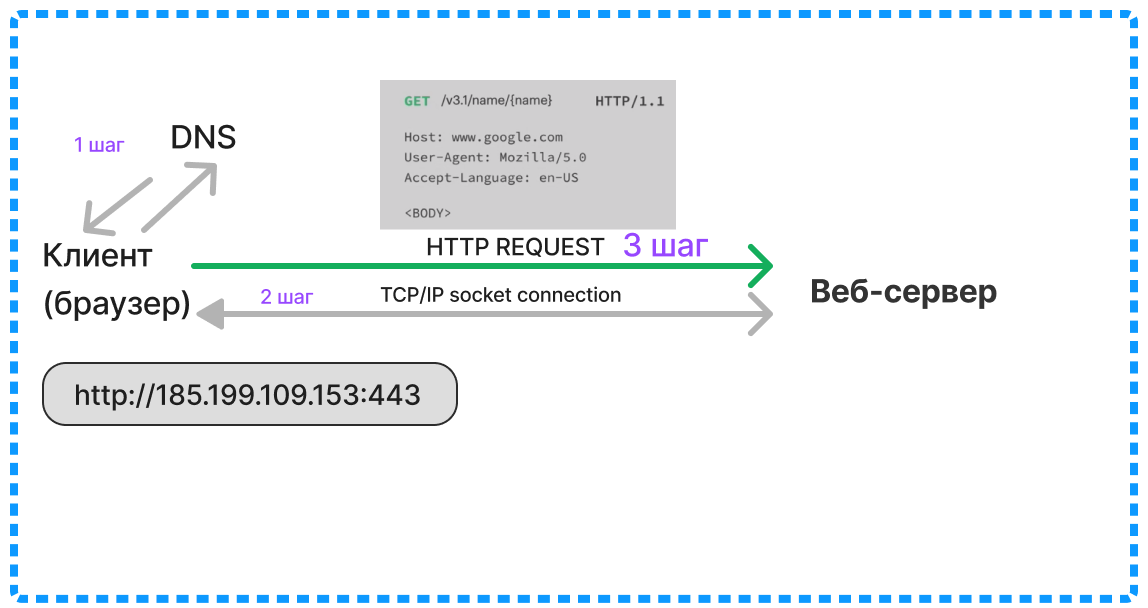 GET /v3.1/name/{name} HTTP/1.1
Host: www.google.com
User-Agent: Mozilla/5.0
Accept-Language: en-US
<BODY>
1 шаг
DNS
Клиент
(браузер)
HTTP REQUEST 3 шаг
2 шаг TCP/IP socket connection
Веб-сервер
http://185.199.109.153:443